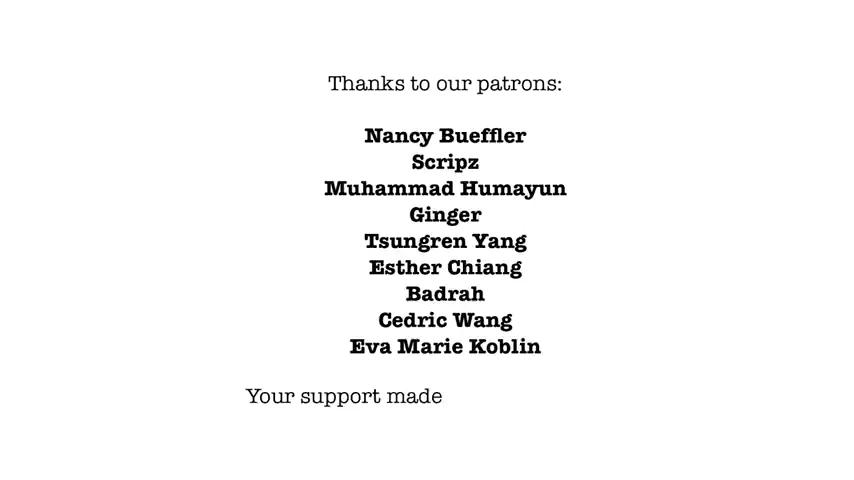 Thanks to our patrons:
Nancy Bueffler
Scripz
Muhammad Humayun
Ginger
Tsungren Yang
Esther Chiang
Badrah
Cedric Wang
Eva Marie Koblin
Your support made